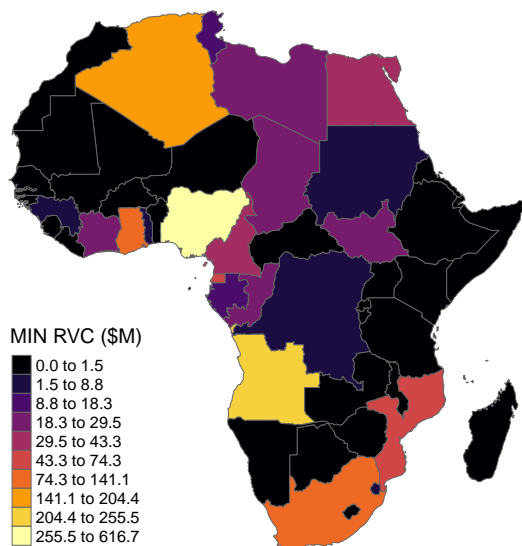 MIN RVC ($M)
0.0 to 1.5
1.5 to 8.8
8.8 to 18.3
18.3 to 29.5
29.5 to 43.3
43.3 to 74.3
74.3 to 141.1
141.1 to 204.4
204.4 to 255.5
255.5 to 616.7